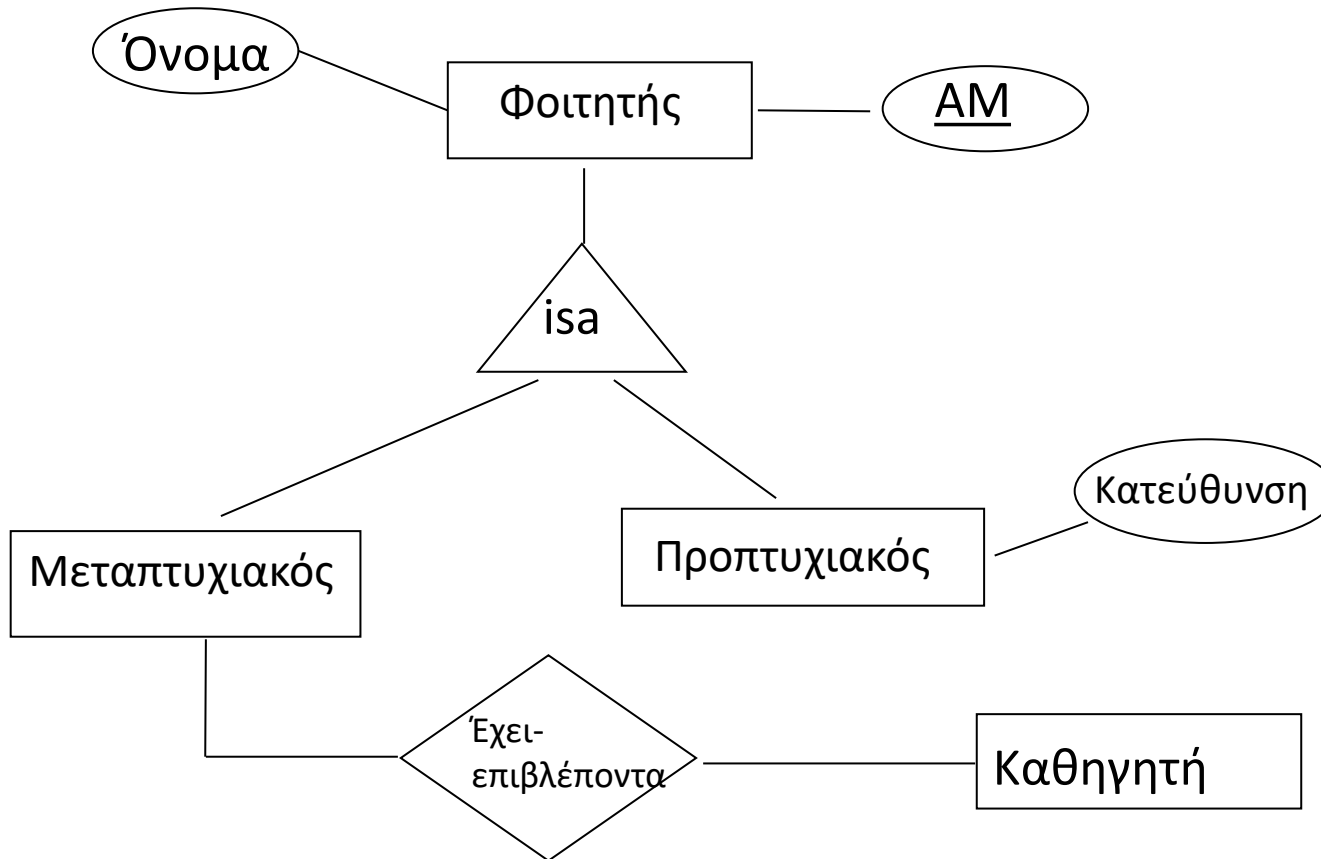 Όνομα
Φοιτητής
ΑΜ
isa
Κατεύθυνση
Μεταπτυχιακός
Προπτυχιακός
Έχει-
επιβλέποντα
Καθηγητή